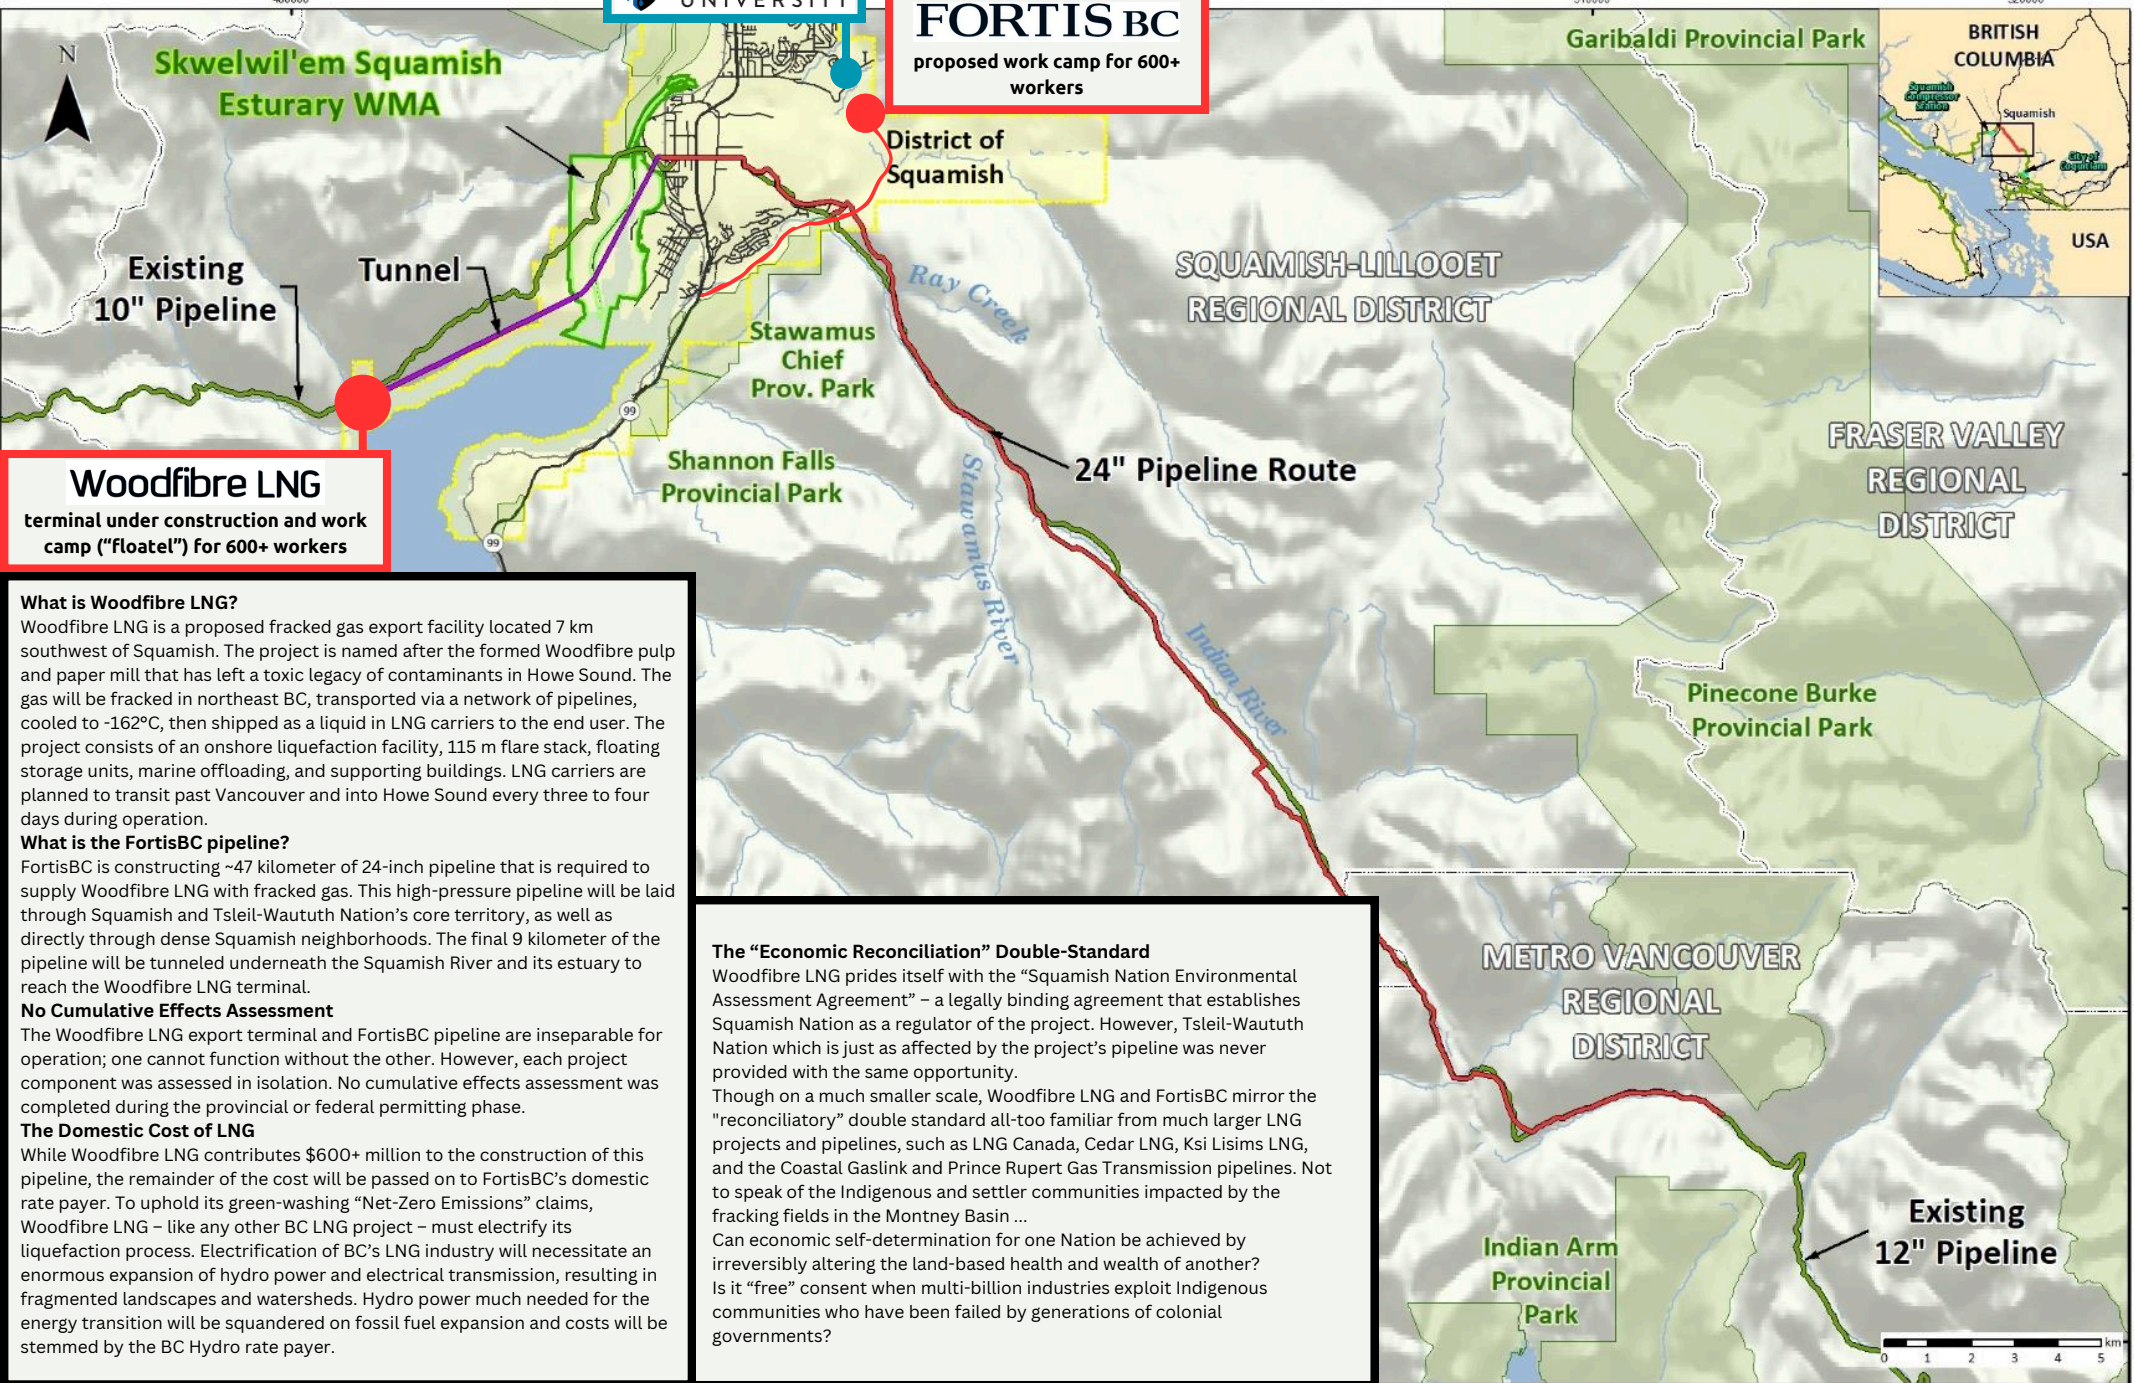 UNIVERSITY
FORTIS BC
proposed work camp for 600+
workers
N
Skwelwil'em Squamish
Esturary WMA
District of
Squamish
Garibaldi Provincial Park
BRITISH
COLUMBIA
Squamish
Compressor
Station
Squamish
City of
Coquitlam
USA
Existing
10" Pipeline
Tunnel
Ray Creek
SQUAMISH-LILLOOET
REGIONAL DISTRICT
Stawamus
Chief
Prov. Park
99
Shannon Falls
Provincial Park
99
24" Pipeline Route
Stawamus River
Indian River
FRASER VALLEY
REGIONAL
DISTRICT
Pinecone Burke
Provincial Park
METRO VANCOUVER
REGIONAL
DISTRICT
Indian Arm
Provincial
Park
Existing
12" Pipeline
km
0 1 2 3 4 5
Woodfibre LNG
terminal under construction and work
camp (“floatel”) for 600+ workers
What is Woodfibre LNG?
Woodfibre LNG is a proposed fracked gas export facility located 7 km
southwest of Squamish. The project is named after the formed Woodfibre pulp
and paper mill that has left a toxic legacy of contaminants in Howe Sound. The
gas will be fracked in northeast BC, transported via a network of pipelines,
cooled to -162°C, then shipped as a liquid in LNG carriers to the end user. The
project consists of an onshore liquefaction facility, 115 m flare stack, floating
storage units, marine offloading, and supporting buildings. LNG carriers are
planned to transit past Vancouver and into Howe Sound every three to four
days during operation.
What is the FortisBC pipeline?
FortisBC is constructing ~47 kilometer of 24-inch pipeline that is required to
supply Woodfibre LNG with fracked gas. This high-pressure pipeline will be laid
through Squamish and Tsleil-Waututh Nation’s core territory, as well as
directly through dense Squamish neighborhoods. The final 9 kilometer of the
pipeline will be tunneled underneath the Squamish River and its estuary to
reach the Woodfibre LNG terminal.
No Cumulative Effects Assessment
The Woodfibre LNG export terminal and FortisBC pipeline are inseparable for
operation; one cannot function without the other. However, each project
component was assessed in isolation. No cumulative effects assessment was
completed during the provincial or federal permitting phase.
The Domestic Cost of LNG
While Woodfibre LNG contributes $600+ million to the construction of this
pipeline, the remainder of the cost will be passed on to FortisBC’s domestic
rate payer. To uphold its green-washing “Net-Zero Emissions” claims,
Woodfibre LNG – like any other BC LNG project – must electrify its
liquefaction process. Electrification of BC’s LNG industry will necessitate an
enormous expansion of hydro power and electrical transmission, resulting in
fragmented landscapes and watersheds. Hydro power much needed for the
energy transition will be squandered on fossil fuel expansion and costs will be
stemmed by the BC Hydro rate payer.
The “Economic Reconciliation” Double-Standard
Woodfibre LNG prides itself with the “Squamish Nation Environmental
Assessment Agreement” – a legally binding agreement that establishes
Squamish Nation as a regulator of the project. However, Tsleil-Waututh
Nation which is just as affected by the project’s pipeline was never
provided with the same opportunity.
Though on a much smaller scale, Woodfibre LNG and FortisBC mirror the
"reconciliatory” double standard all-too familiar from much larger LNG
projects and pipelines, such as LNG Canada, Cedar LNG, Ksi Lisims LNG,
and the Coastal Gaslink and Prince Rupert Gas Transmission pipelines. Not
to speak of the Indigenous and settler communities impacted by the
fracking fields in the Montney Basin ...
Can economic self-determination for one Nation be achieved by
irreversibly altering the land-based health and wealth of another?
Is it “free” consent when multi-billion industries exploit Indigenous
communities who have been failed by generations of colonial
governments?